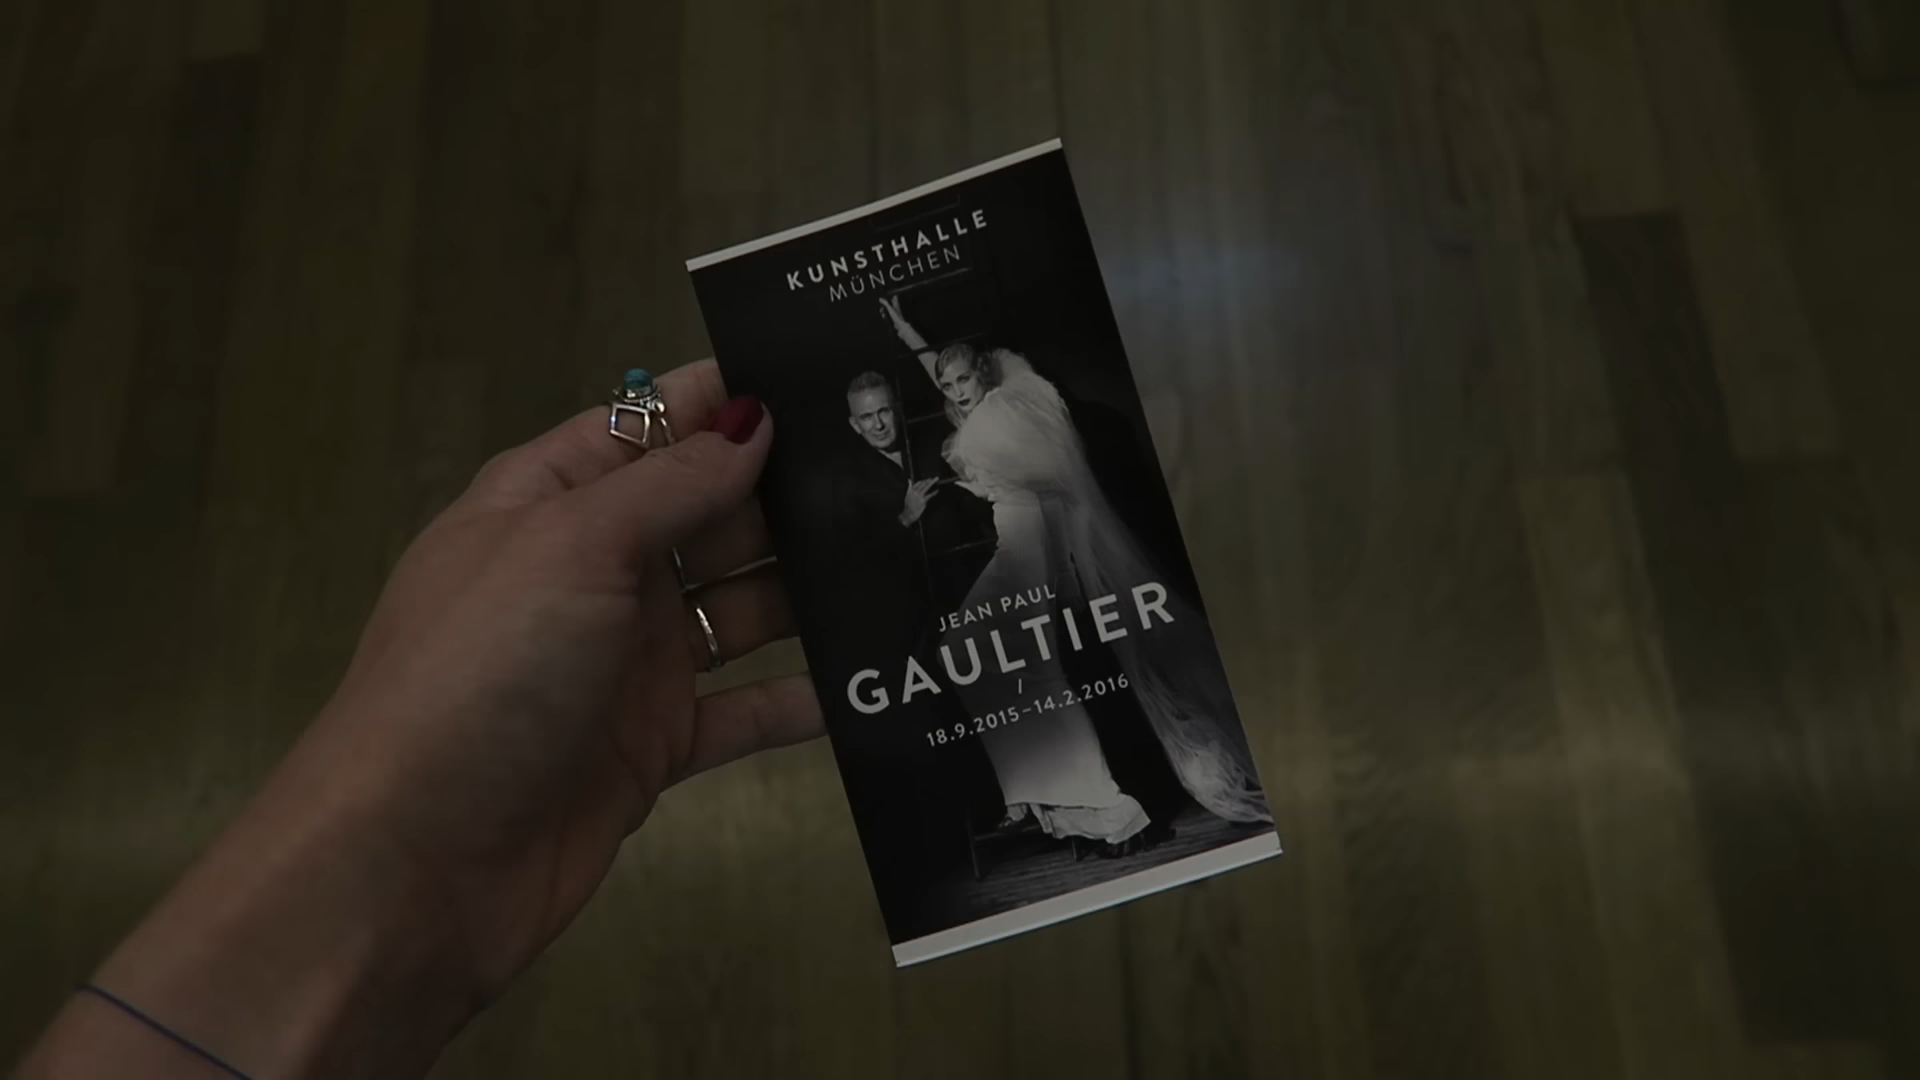 KUNSTHALLE
MÜNCHEN
JEAN PAUL
GAULTIER
/
18.9.2015–14.2.2016